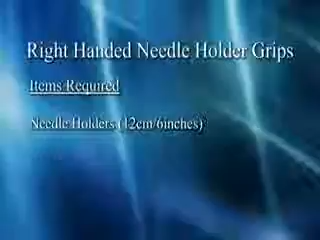 Right Handed Needle Holder Grips
Items Required
Needle Holders (12cm/6inches)